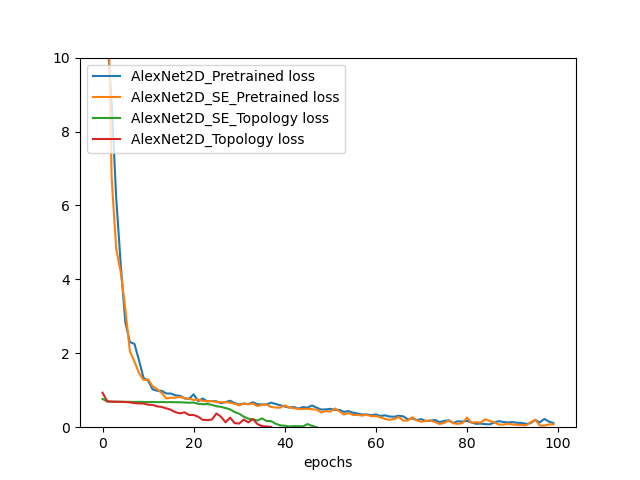 10
8
6
4
2
0
AlexNet2D_Pretrained loss
AlexNet2D_SE_Pretrained loss
AlexNet2D_SE_Topology loss
AlexNet2D_Topology loss
0 20 40 60 80 100
epochs